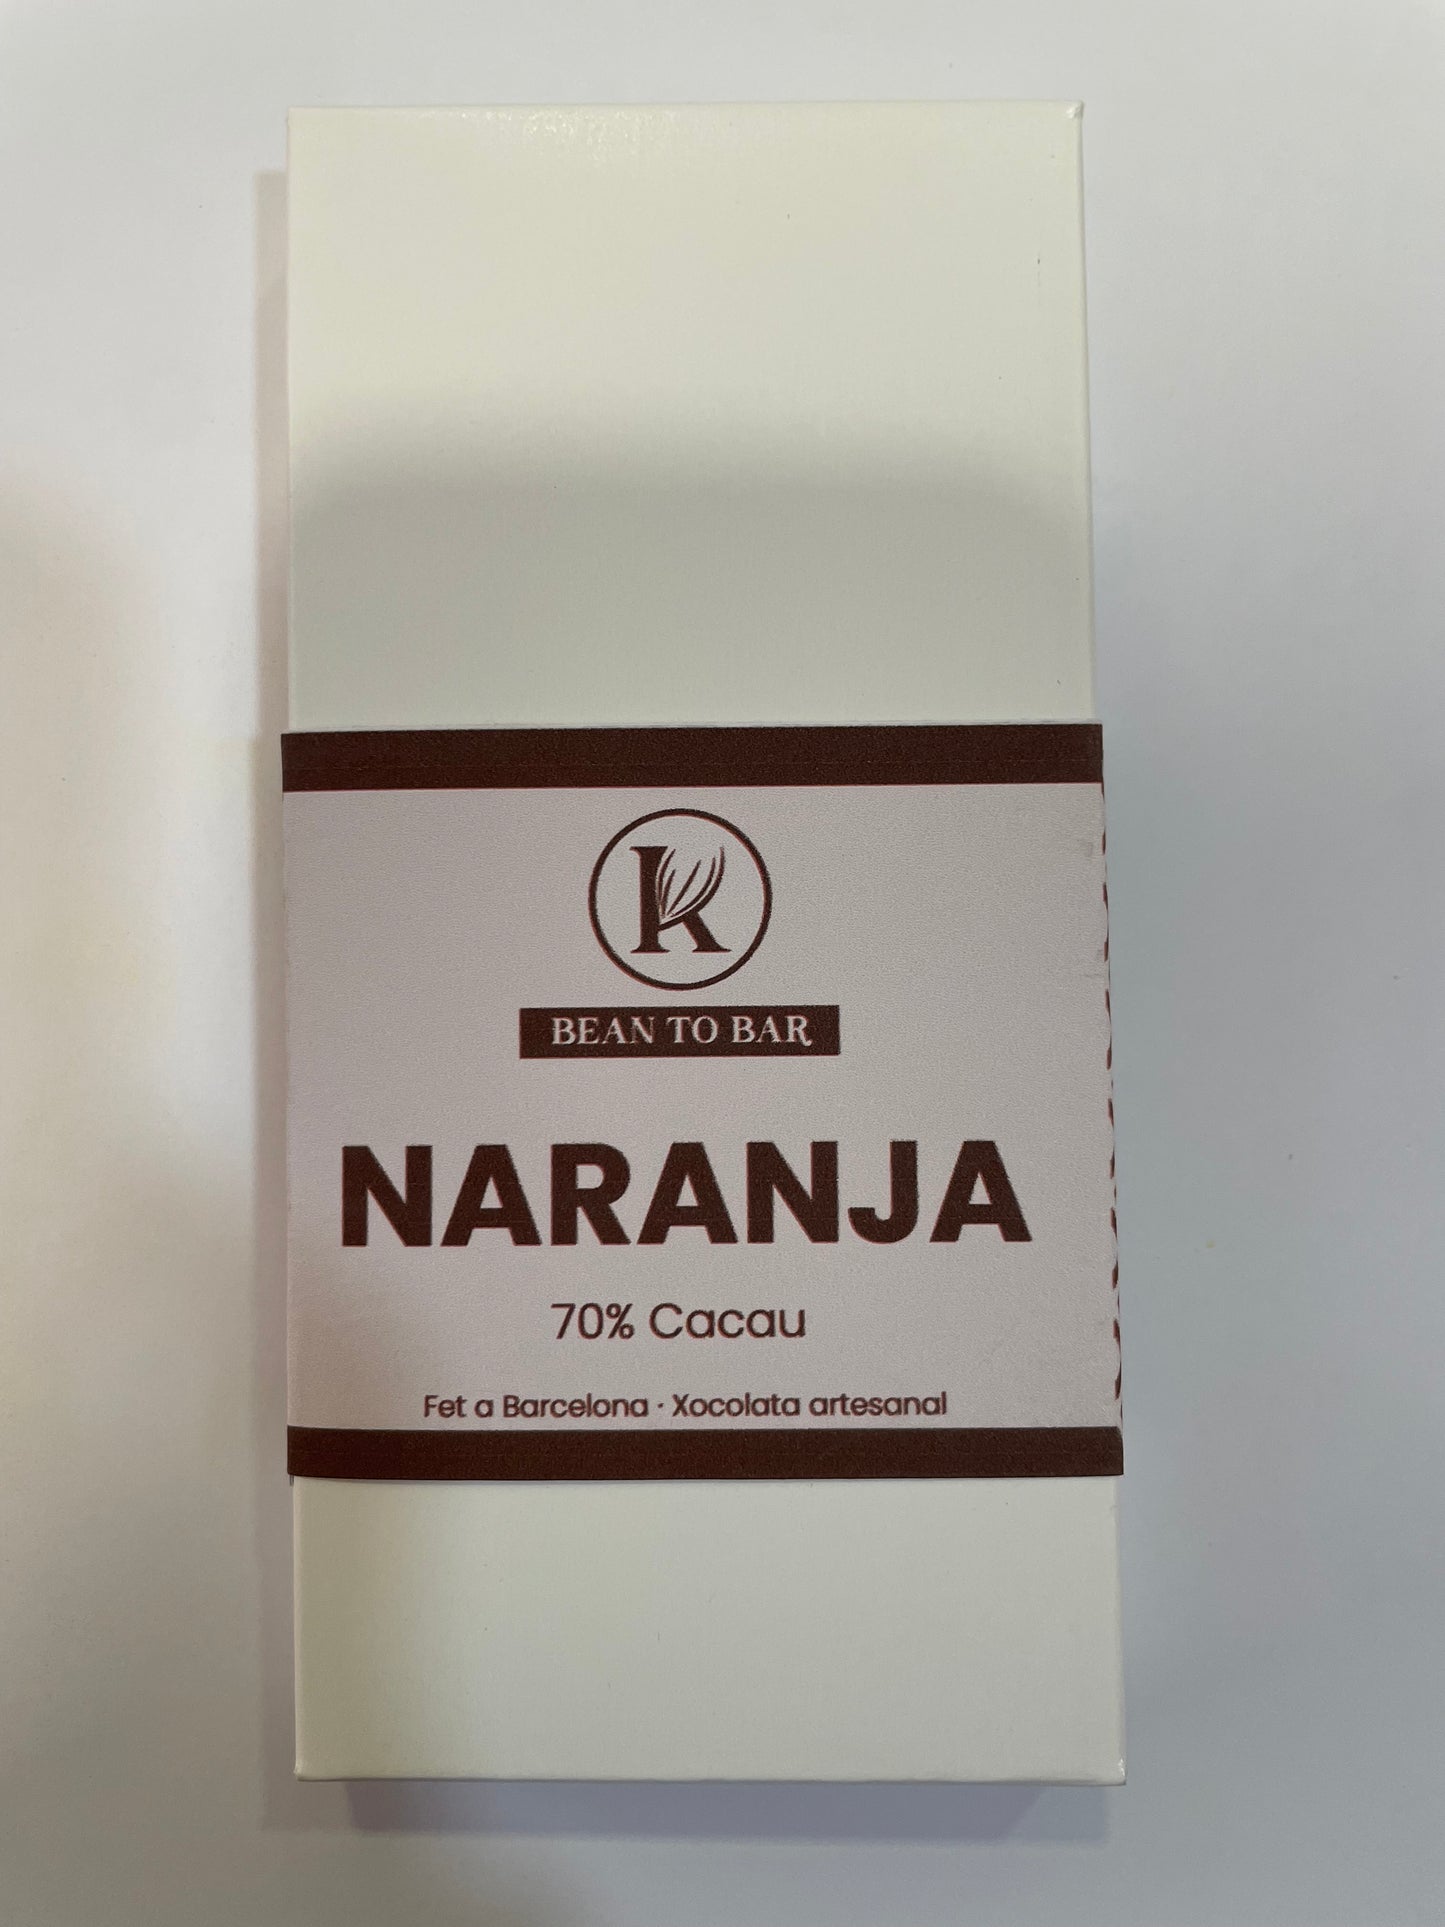 K
BEAN TO BAR
NARANJA
70% Cacau
Fet a Barcelona · Xocolata artesanal